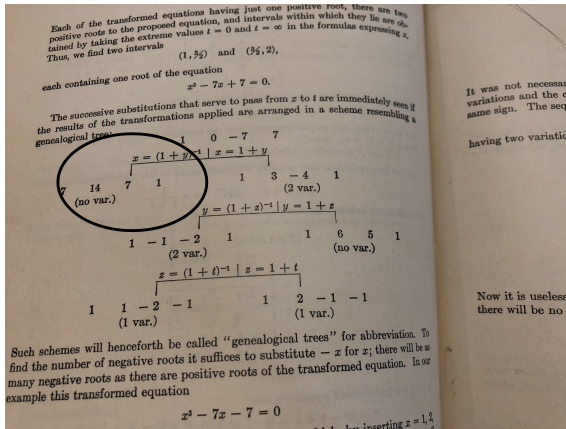 Each of the transformed equations having just one positive root, there are two
positive roots to the proposed equation, and intervals within which they lie are ob-
tained by taking the extreme values t = 0 and t = ∞ in the formulas expressing x.
Thus, we find two intervals
(1, 3/2) and (3/2, 2),
each containing one root of the equation
x³ − 7x + 7 = 0.
The successive substitutions that serve to pass from x to t are immediately seen if
the results of the transformations applied are arranged in a scheme resembling a
genealogical tree:
1 0 − 7 7
x = (1 + y)⁻¹ | x = 1 + y
7 14 7 1 1 3 − 4 1
(no var.) (2 var.)
y = (1 + z)⁻¹ | y = 1 + z
1 − 1 − 2 1 1 6 5 1
(2 var.) (no var.)
z = (1 + t)⁻¹ | z = 1 + t
1 1 − 2 − 1 1 2 − 1 − 1
(1 var.) (1 var.)
Such schemes will henceforth be called "genealogical trees" for abbreviation. To
find the number of negative roots it suffices to substitute − x for x; there will be as
many negative roots as there are positive roots of the transformed equation. In our
example this transformed equation
x³ − 7x − 7 = 0
inserting x = 1, 2,
It was not necessar
variations and the
same sign. The seq
having two variatio
Now it is useless
there will be no